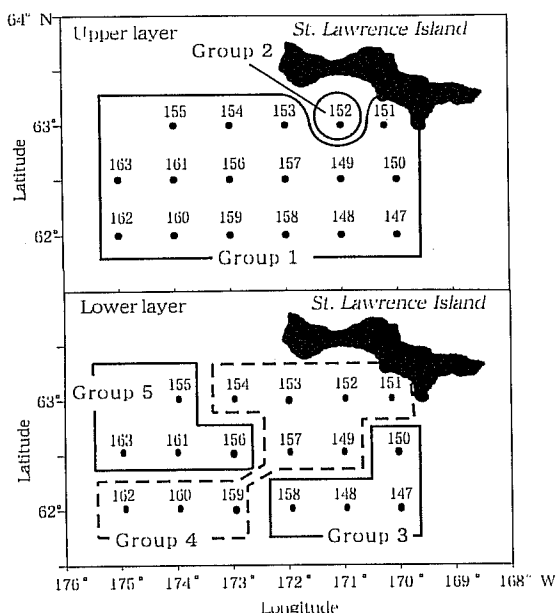 64° N
Upper layer
St. Lawrence Island
Group 2
155 154 153 152 151
63°
163 161 156 157 149 150
162 160 159 158 148 147
62°
Group 1
Latitude
Lower layer
St. Lawrence Island
Group 5
155 154 153 152 151
63°
163 161 156 157 149 150
162 160 159 158 148 147
62°
Group 4
Group 3
Latitude
176° 175° 174° 173° 172° 171° 170° 169° 168° W
Longitude